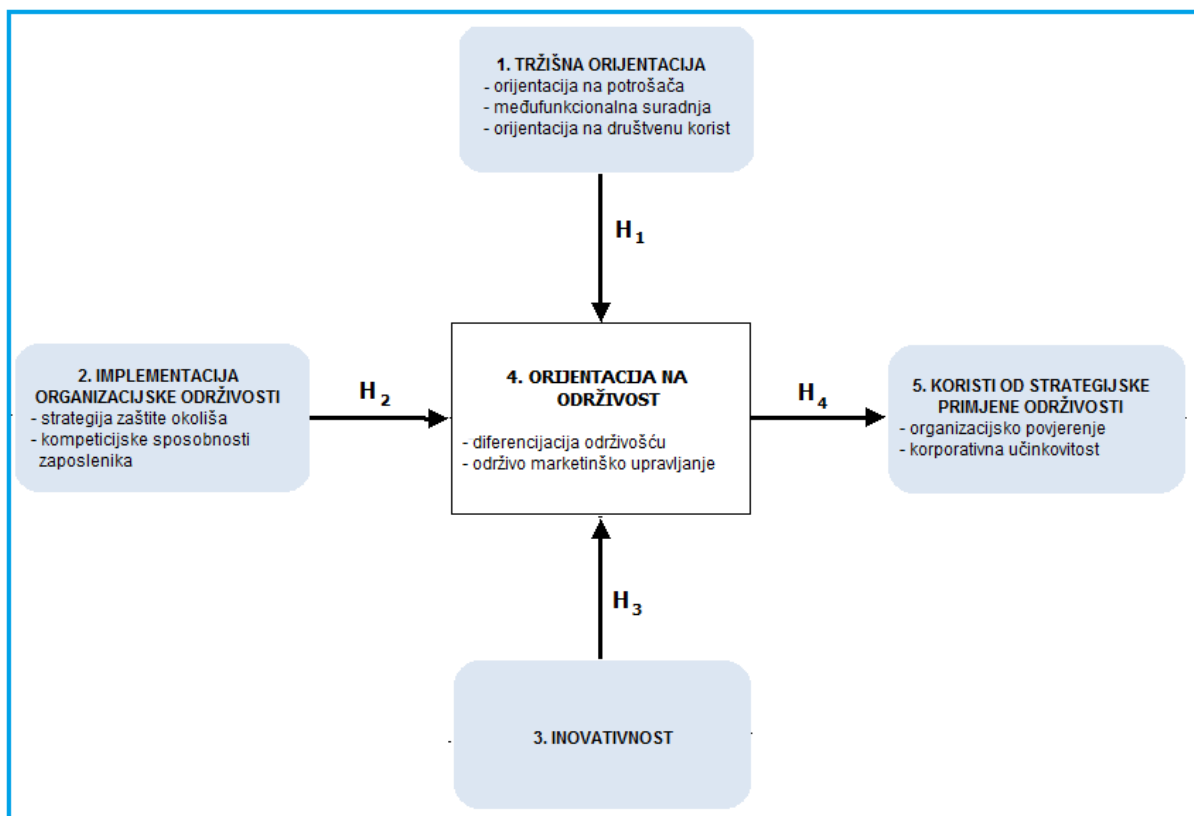 1. TRŽIŠNA ORIJENTACIJA
- orijentacija na potrošača
- međufunkcionalna suradnja
- orijentacija na društvenu korist
H1
2. IMPLEMENTACIJA
ORGANIZACIJSKE ODRŽIVOSTI
- strategija zaštite okoliša
- kompeticijske sposobnosti
zaposlenika
H2
4. ORIJENTACIJA NA
ODRŽIVOST
- diferencijacija održivošću
- održivo marketinško upravljanje
H4
5. KORISTI OD STRATEGIJSKE
PRIMJENE ODRŽIVOSTI
- organizacijsko povjerenje
- korporativna učinkovitost
H3
3. INOVATIVNOST